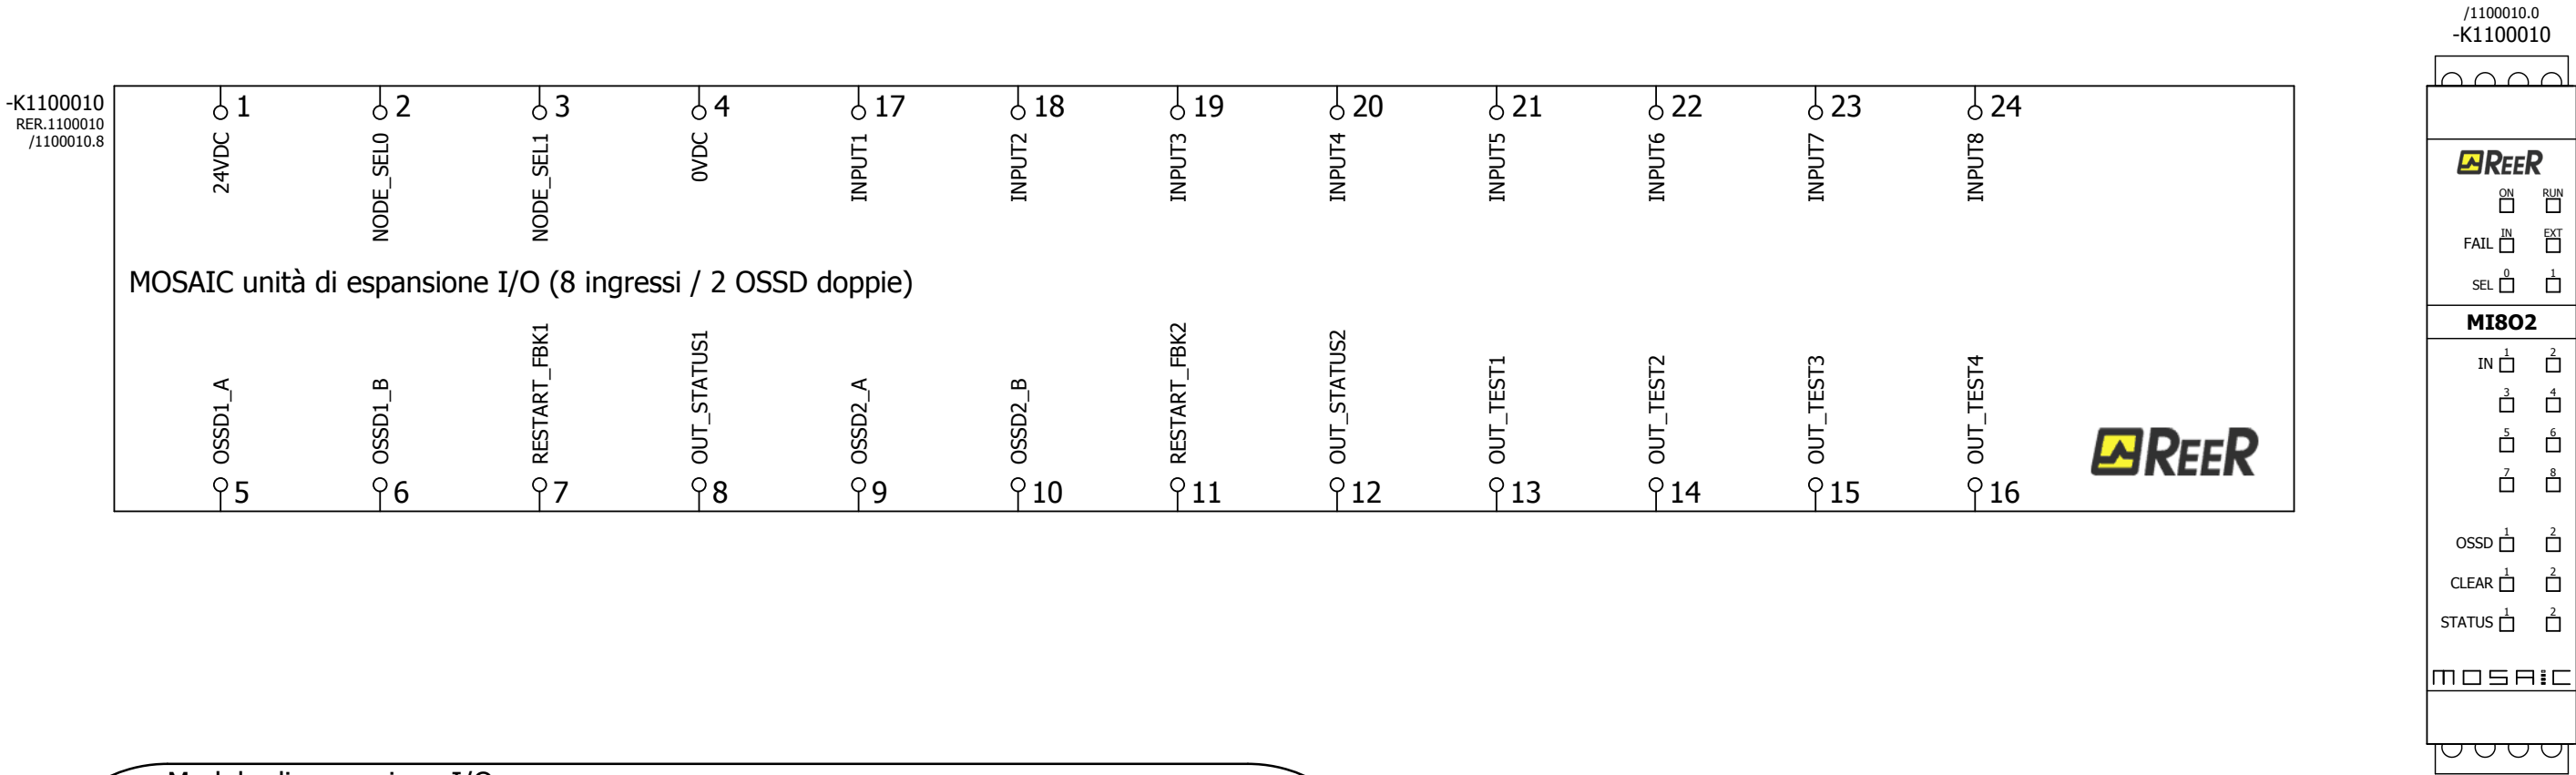 /1100010.0
-K1100010
-K1100010
RER.1100010
/1100010.8
1 2 3 4 17 18 19 20 21 22 23 24
24VDC
NODE_SEL0
NODE_SEL1
0VDC
INPUT1
INPUT2
INPUT3
INPUT4
INPUT5
INPUT6
INPUT7
INPUT8
MOSAIC unità di espansione I/O (8 ingressi / 2 OSSD doppie)
OSSD1_A
OSSD1_B
RESTART_FBK1
OUT_STATUS1
OSSD2_A
OSSD2_B
RESTART_FBK2
OUT_STATUS2
OUT_TEST1
OUT_TEST2
OUT_TEST3
OUT_TEST4
REER
5 6 7 8 9 10 11 12 13 14 15 16
REER
ON RUN
FAIL IN EXT
SEL 0 1
MI8O2
IN 1 2
3 4
5 6
7 8
OSSD 1 2
CLEAR 1 2
STATUS 1 2
MOSAIC